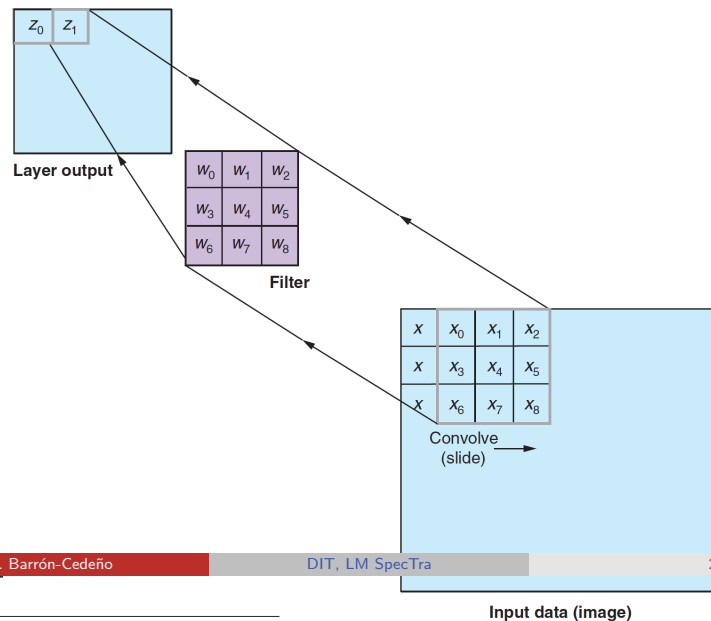 z0 z1
Layer output
w0 w1 w2
w3 w4 w5
w6 w7 w8
Filter
x x0 x1 x2
x x3 x4 x5
x x6 x7 x8
Convolve
(slide)
. Barrón-Cedeño DIT, LM SpecTra
Input data (image)